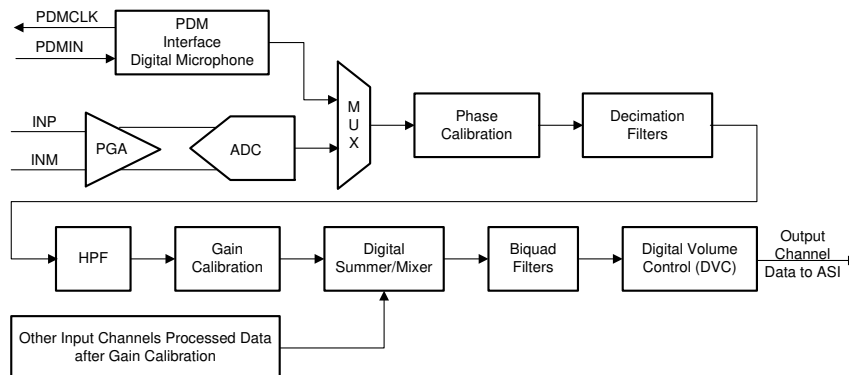 PDMCLK
PDMIN
PDM
Interface
Digital Microphone
INP
INM
PGA
ADC
M
U
X
Phase
Calibration
Decimation
Filters
HPF
Gain
Calibration
Digital
Summer/Mixer
Biquad
Filters
Digital Volume
Control (DVC)
Output
Channel
Data to ASI
Other Input Channels Processed Data
after Gain Calibration